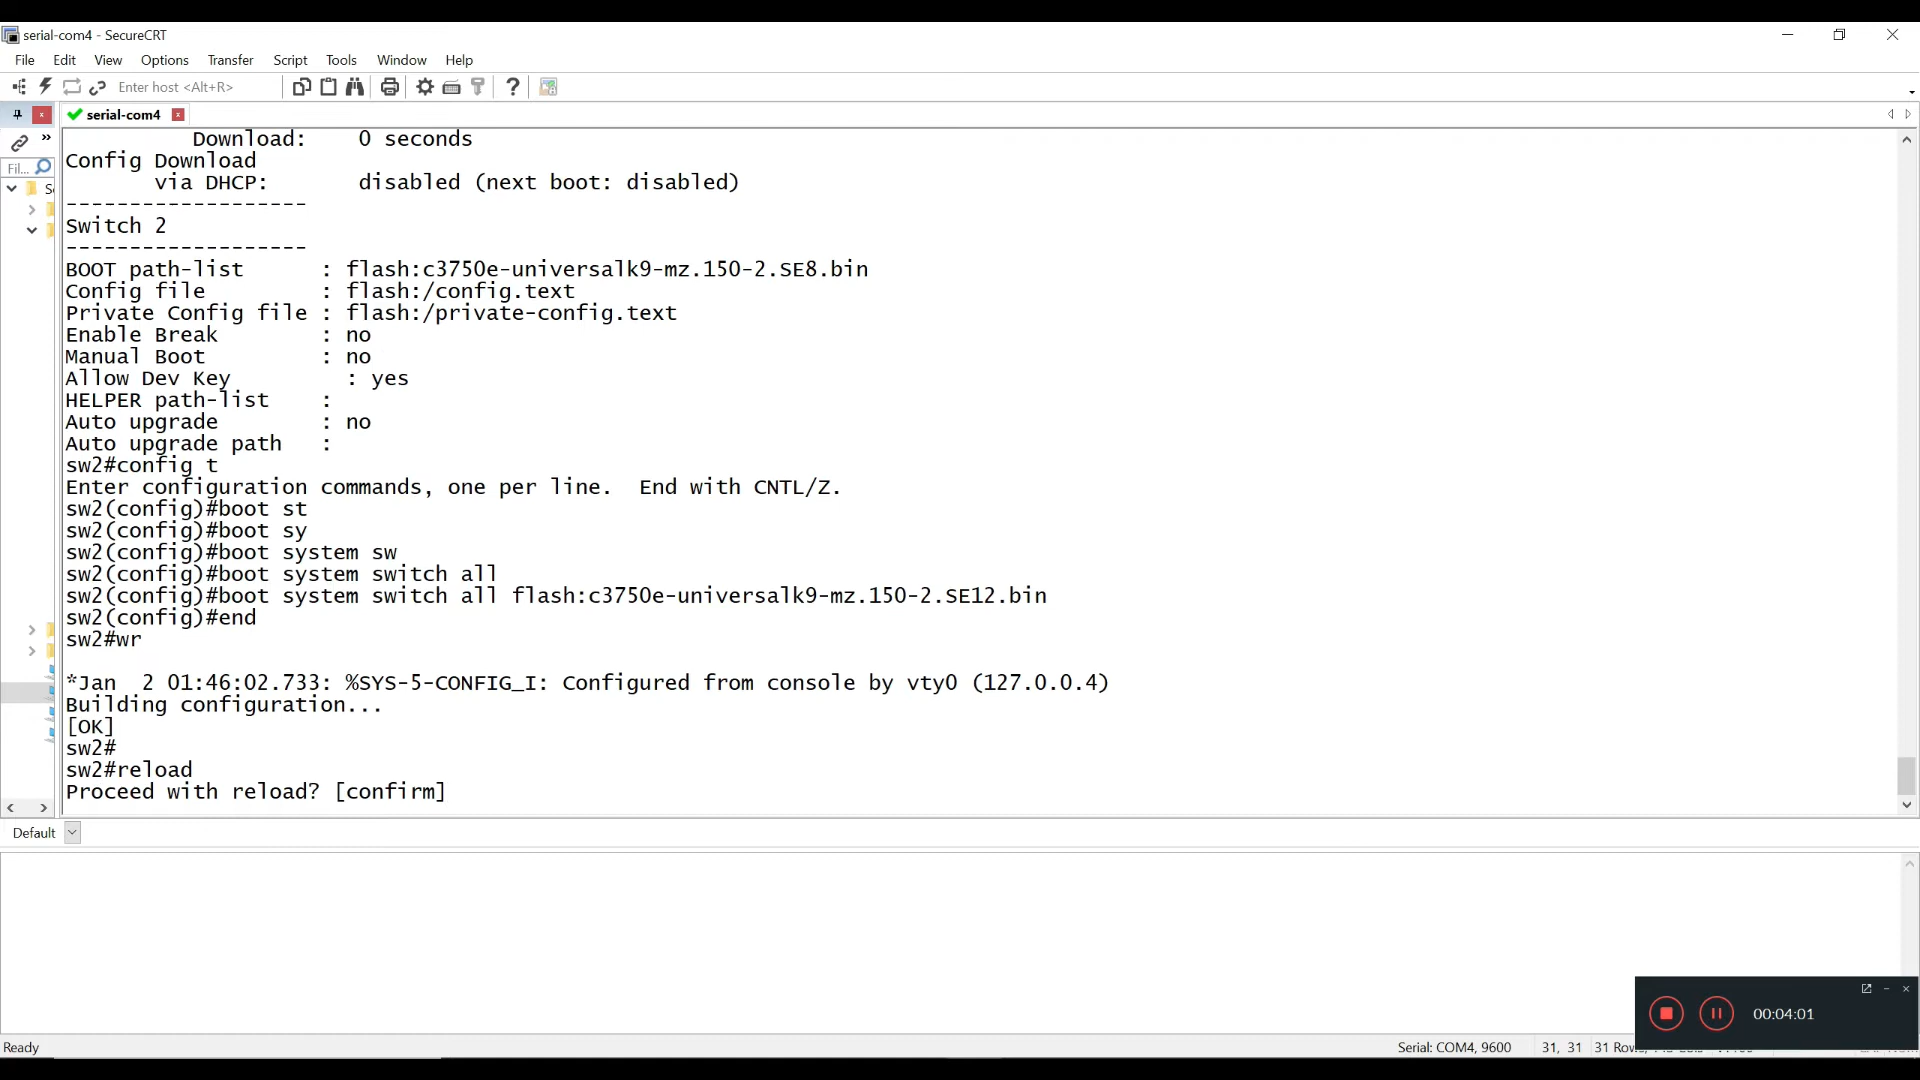 serial-com4 - SecureCRT
File Edit View Options Transfer Script Tools Window Help
Enter host <Alt+R>
serial-com4
Fil...
Download:    0 seconds
Config Download
via DHCP:       disabled (next boot: disabled)
-------------------
Switch 2
-------------------
BOOT path-list      : flash:c3750e-universalk9-mz.150-2.SE8.bin
Config file         : flash:/config.text
Private Config file : flash:/private-config.text
Enable Break        : no
Manual Boot         : no
Allow Dev Key         : yes
HELPER path-list    :
Auto upgrade        : no
Auto upgrade path   :
sw2#config t
Enter configuration commands, one per line.  End with CNTL/Z.
sw2(config)#boot st
sw2(config)#boot sy
sw2(config)#boot system sw
sw2(config)#boot system switch all
sw2(config)#boot system switch all flash:c3750e-universalk9-mz.150-2.SE12.bin
sw2(config)#end
sw2#wr
*Jan  2 01:46:02.733: %SYS-5-CONFIG_I: Configured from console by vty0 (127.0.0.4)
Building configuration...
[OK]
sw2#
sw2#reload
Proceed with reload? [confirm]
Default
00:04:01
Ready
Serial: COM4, 9600 31, 31 31